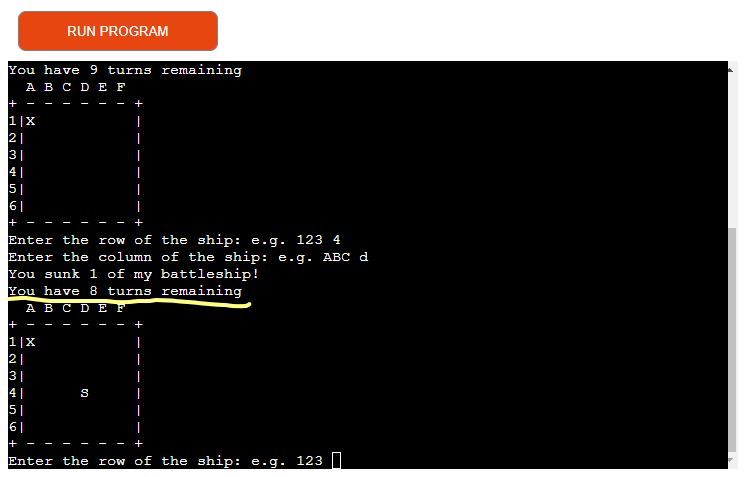 RUN PROGRAM
You have 9 turns remaining
  A B C D E F
+ - - - - - - +
1|X           |
2|            |
3|            |
4|            |
5|            |
6|            |
+ - - - - - - +
Enter the row of the ship: e.g. 123 4
Enter the column of the ship: e.g. ABC d
You sunk 1 of my battleship!
You have 8 turns remaining
  A B C D E F
+ - - - - - - +
1|X           |
2|            |
3|            |
4|      S     |
5|            |
6|            |
+ - - - - - - +
Enter the row of the ship: e.g. 123